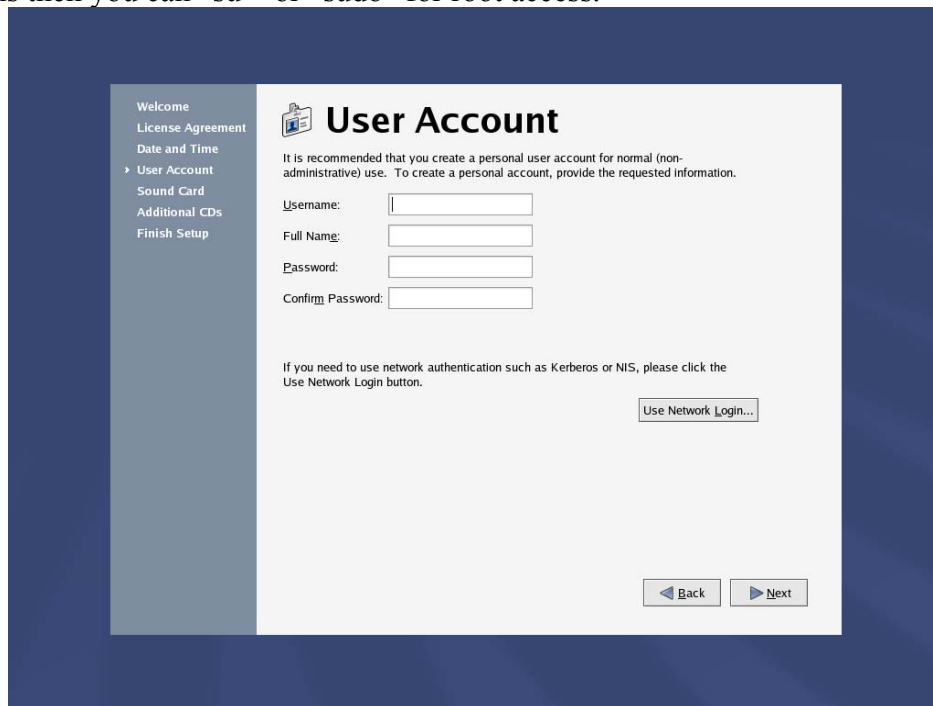 Welcome
License Agreement
Date and Time
User Account
Sound Card
Additional CDs
Finish Setup
User Account
It is recommended that you create a personal user account for normal (non-
administrative) use. To create a personal account, provide the requested information.
Username:
Full Name:
Password:
Confirm Password:
If you need to use network authentication such as Kerberos or NIS, please click the
Use Network Login button.
Use Network Login...
Back
Next